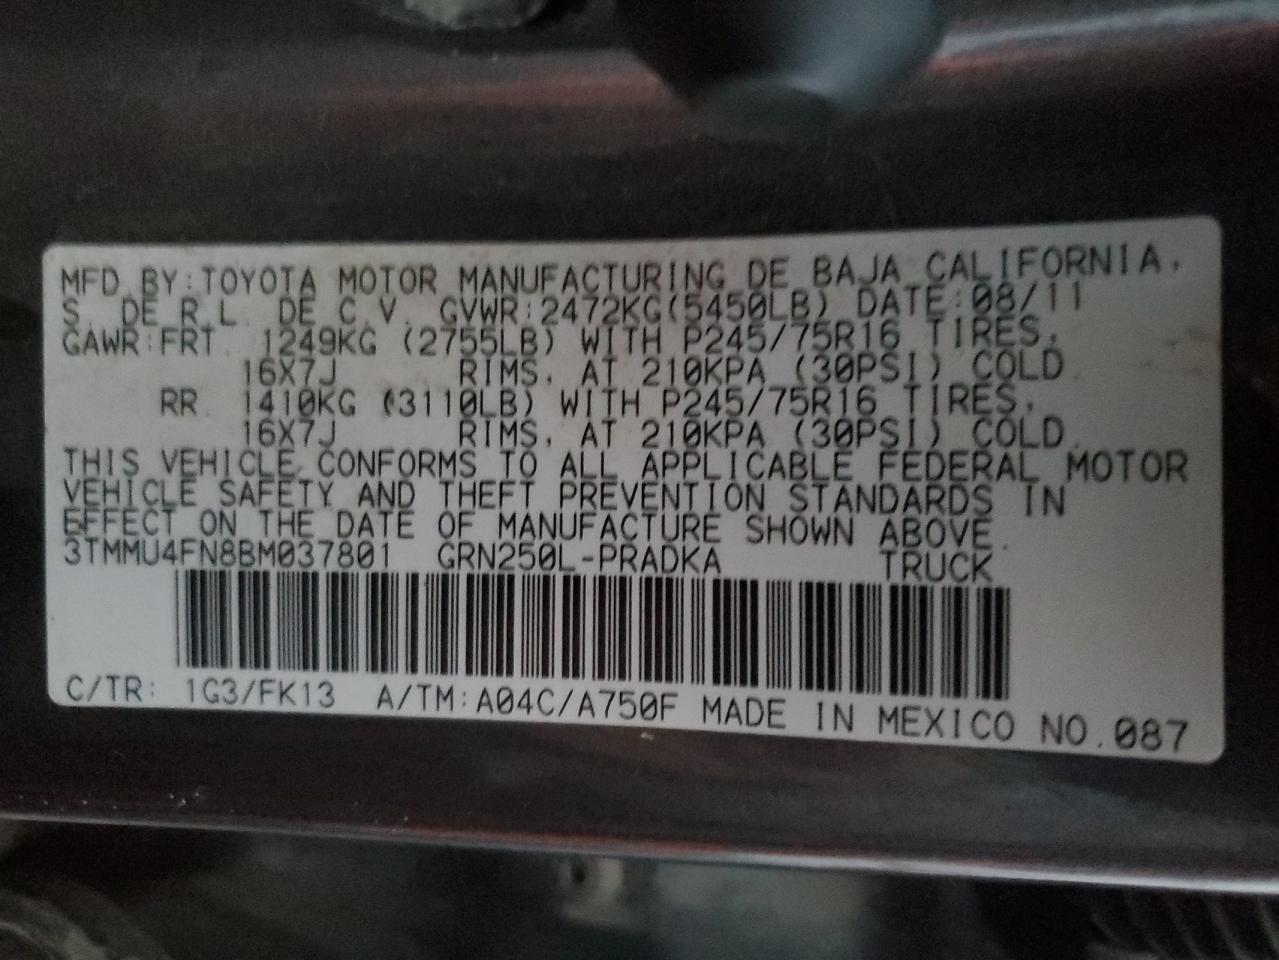 MFD BY:TOYOTA MOTOR MANUFACTURING DE BAJA CALIFORNIA.
S. DE R.L. DE C.V. GVWR:2472KG(5450LB) DATE:08/11
GAWR:FRT. 1249KG (2755LB) WITH P245/75R16 TIRES,
16X7J RIMS, AT 210KPA (30PSI) COLD.
RR. 1410KG (3110LB) WITH P245/75R16 TIRES,
16X7J RIMS, AT 210KPA (30PSI) COLD.
THIS VEHICLE CONFORMS TO ALL APPLICABLE FEDERAL MOTOR
VEHICLE SAFETY AND THEFT PREVENTION STANDARDS IN
EFFECT ON THE DATE OF MANUFACTURE SHOWN ABOVE.
3TMMU4FN8BM037801 GRN250L-PRADKA TRUCK
C/TR: 1G3/FK13 A/TM:A04C/A750F MADE IN MEXICO NO.087